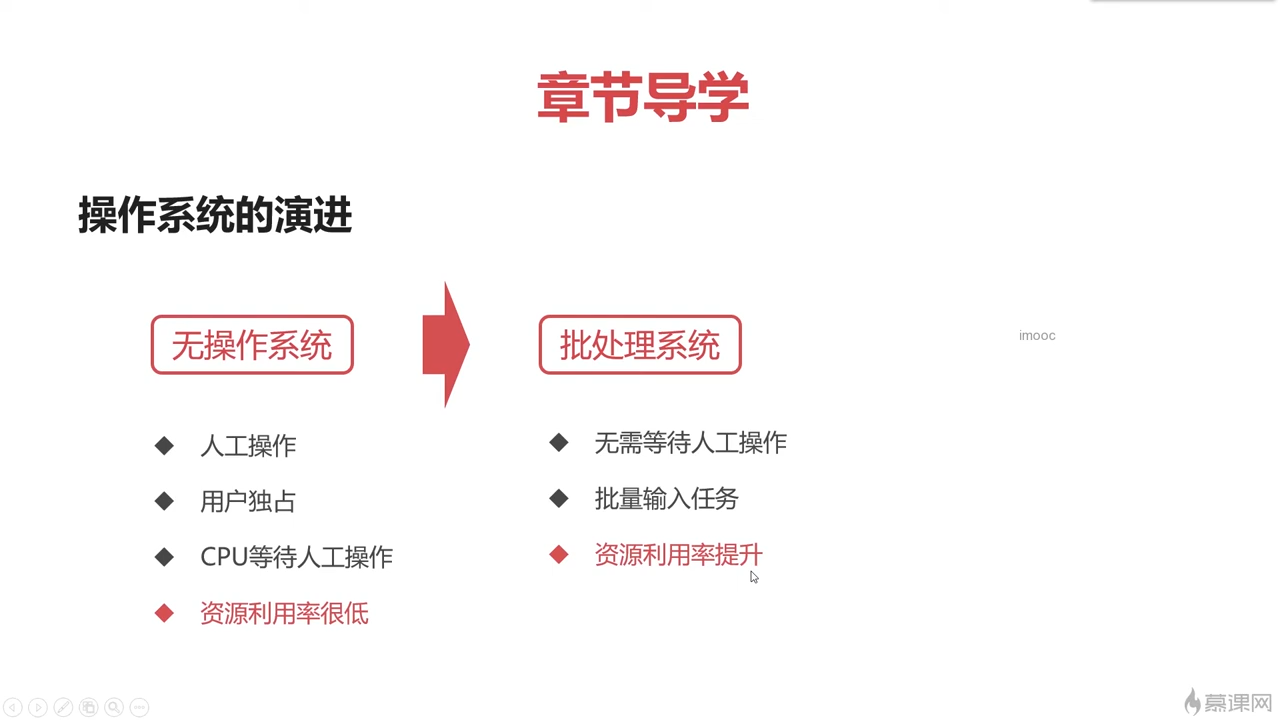 章节导学
操作系统的演进
无操作系统
人工操作
用户独占
CPU等待人工操作
资源利用率很低
批处理系统
无需等待人工操作
批量输入任务
资源利用率提升
imooc
慕课网